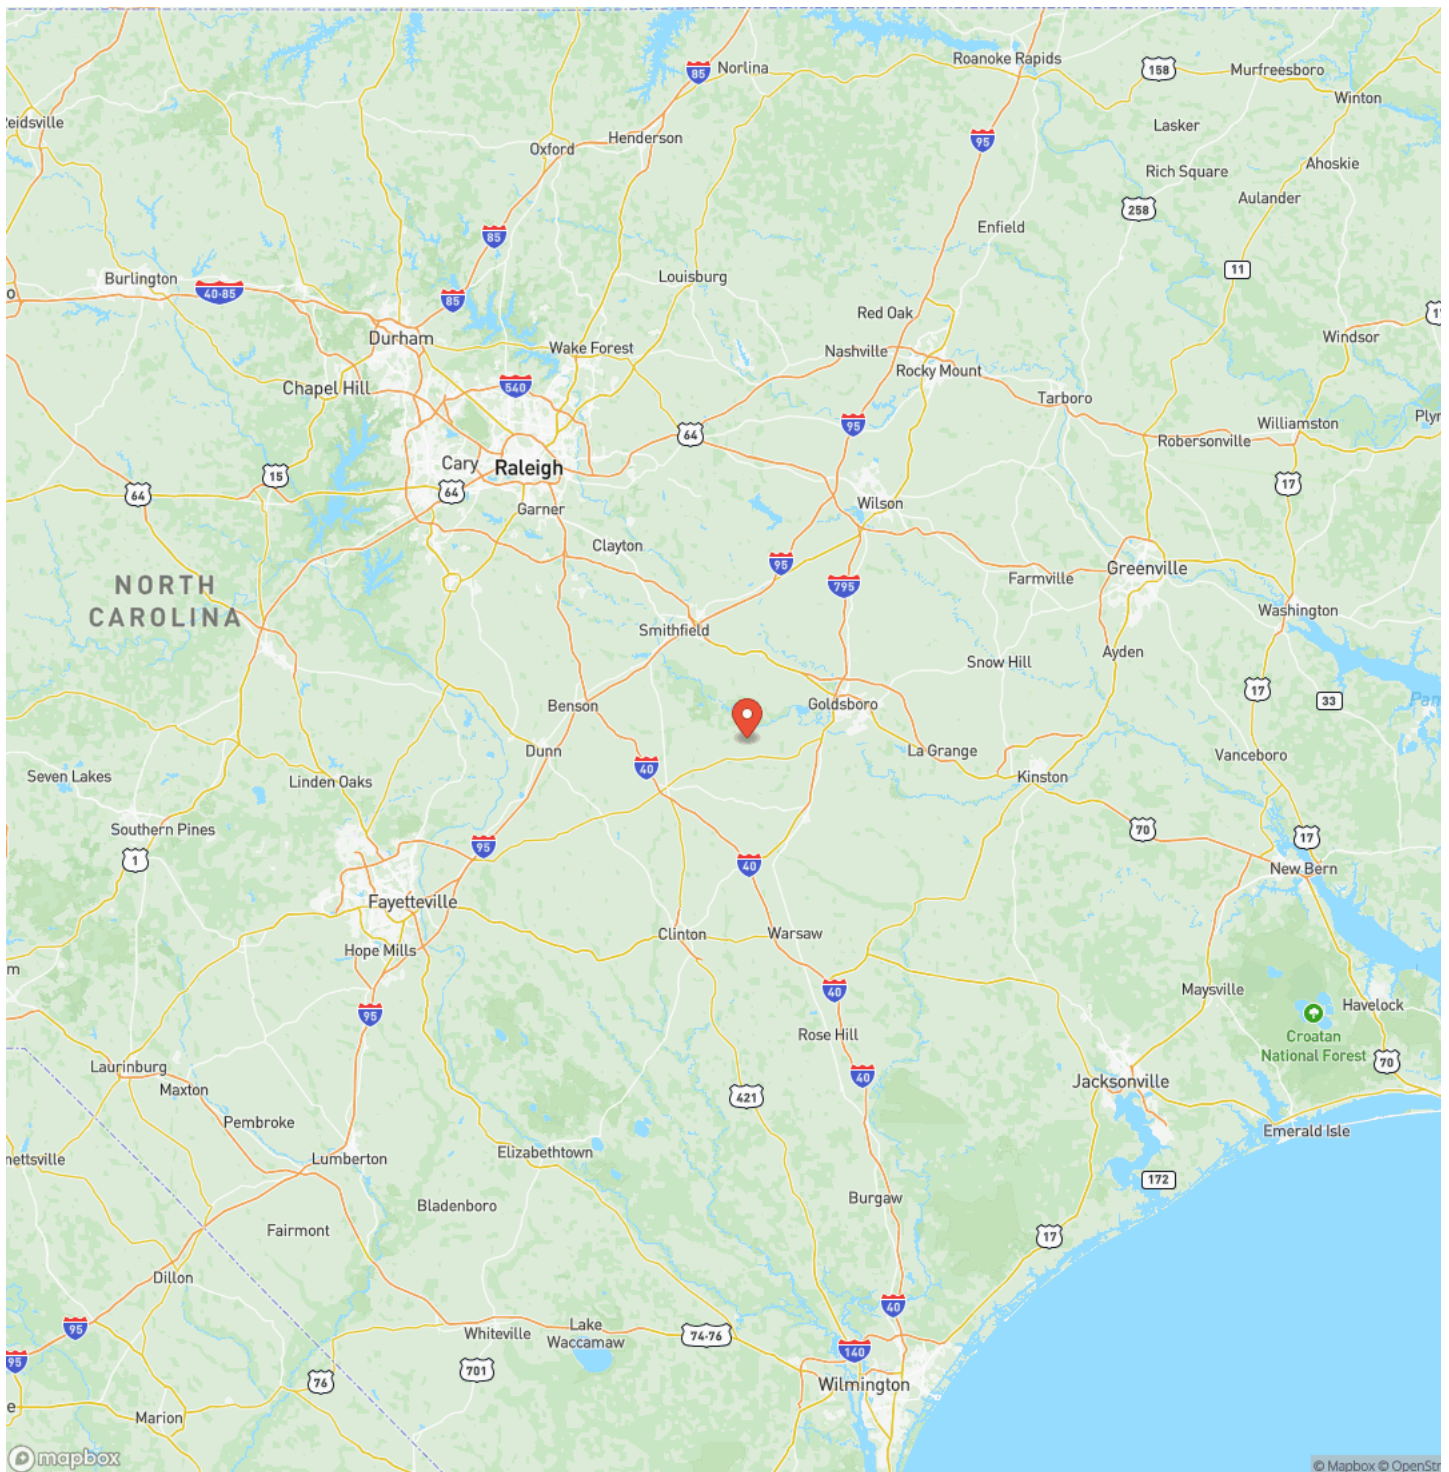 Norlina
Roanoke Rapids
158
Murfreesboro
85
Winton
eidsville
Lasker
95
Henderson
Oxford
Ahoskie
Rich Square
Aulander
258
Enfield
85
11
Burlington
Louisburg
40-85
85
o
Red Oak
Durham
Windsor
Wake Forest
Nashville
Rocky Mount
Chapel Hill
540
Tarboro
Plyr
Williamston
95
64
Robersonville
Cary
Raleigh
15
17
64
64
Wilson
Garner
Clayton
95
Greenville
NORTH
CAROLINA
795
Farmville
Washington
Smithfield
Ayden
Snow Hill
17
33
Pan
Benson
Goldsboro
Dunn
La Grange
Vanceboro
40
Kinston
Seven Lakes
Linden Oaks
Southern Pines
70
17
95
1
40
New Bern
Fayetteville
Clinton
Warsaw
Hope Mills
m
40
Maysville
Havelock
95
Rose Hill
Croatan
National Forest
70
Laurinburg
40
Jacksonville
Maxton
421
Pembroke
Emerald Isle
Elizabethtown
nettsville
Lumberton
172
Burgaw
Bladenboro
Fairmont
17
Dillon
40
95
Whiteville
Lake
Waccamaw
74-76
140
95
701
76
Wilmington
e
Marion
mapbox
© Mapbox © OpenStr